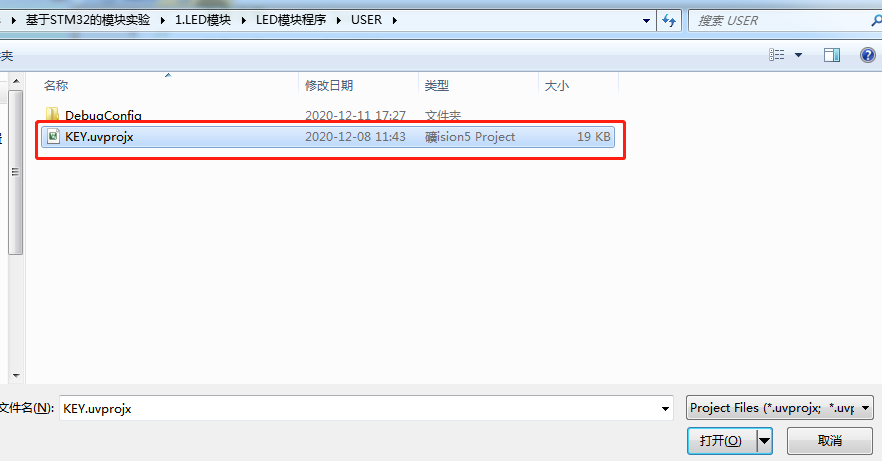 基于STM32的模块实验 1.LED模块 LED模块程序 USER 搜索 USER
夹
名称 修改日期 类型 大小
DebugConfig 2020-12-11 17:27 文件夹
KEY.uvprojx 2020-12-08 11:43 礦ision5 Project 19 KB
文件名(N): KEY.uvprojx Project Files (*.uvprojx; *.uvp
打开(O) 取消